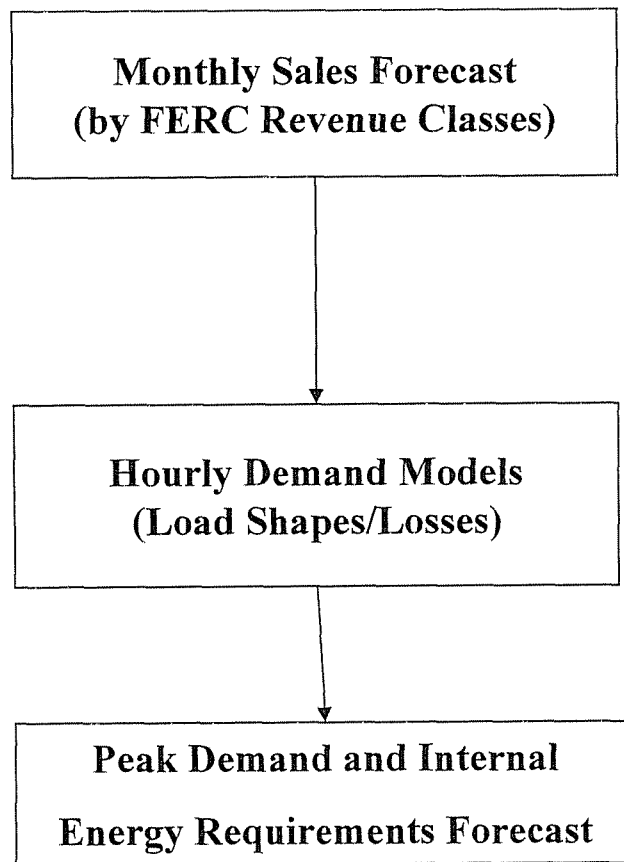 Monthly Sales Forecast
(by FERC Revenue Classes)
Hourly Demand Models
(Load Shapes/Losses)
Peak Demand and Internal
Energy Requirements Forecast